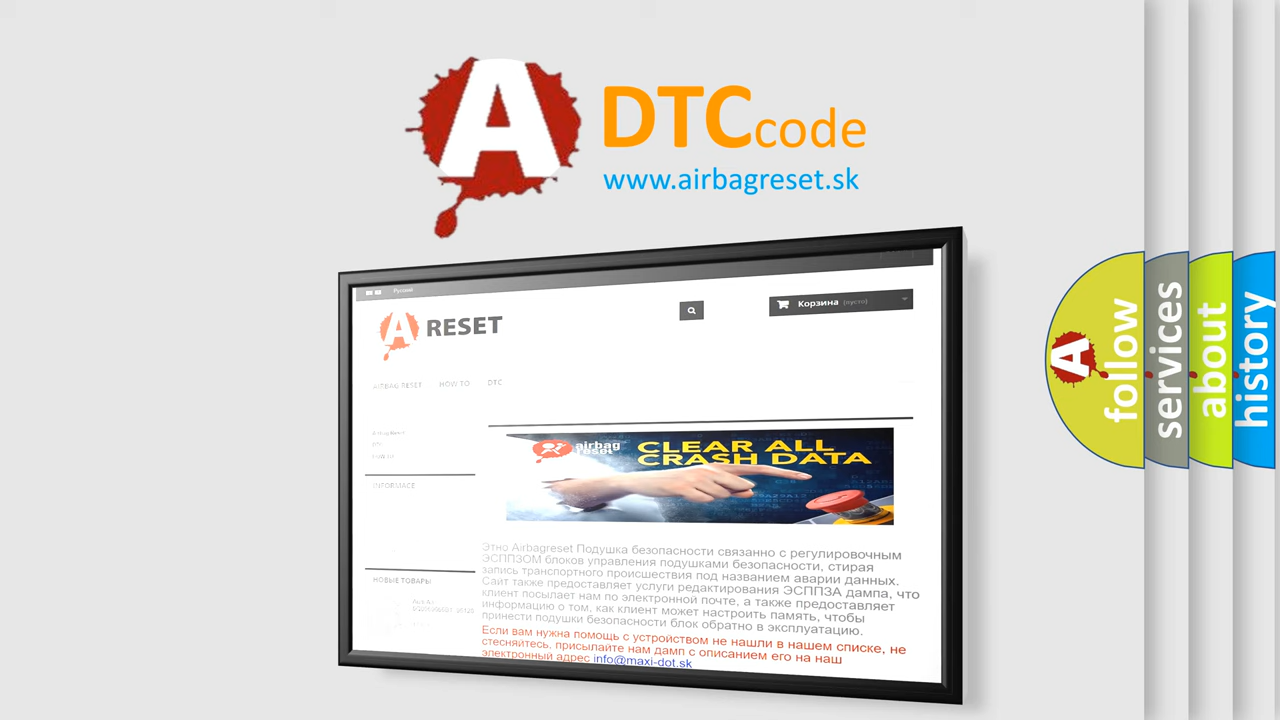 A
DTCcode
www.airbagreset.sk
Русский
A RESET
Корзина (пусто)
AIRBAG RESET HOW TO DTC
INFORMACE
airbag
reset
CLEAR ALL
CRASH DATA
НОВЫЕ ТОВАРЫ
Этно Airbagreset Подушка безопасности связанно с регулировочным
ЭСППЗОМ блоков управления подушками безопасности, стирая
запись транспортного происшествия под названием аварии данных.
Сайт также предоставляет услуги редактирования ЭСППЗА дампа, что
клиент посылает нам по электронной почте, а также предоставляет
информацию о том, как клиент может настроить память, чтобы
принести подушки безопасности блок обратно в эксплуатацию.
Если вам нужна помощь с устройством не нашли в нашем списке, не
стесняйтесь, присылайте нам дамп с описанием его на наш
электронный адрес info@maxi-dot.sk
A
follow
services
about
history